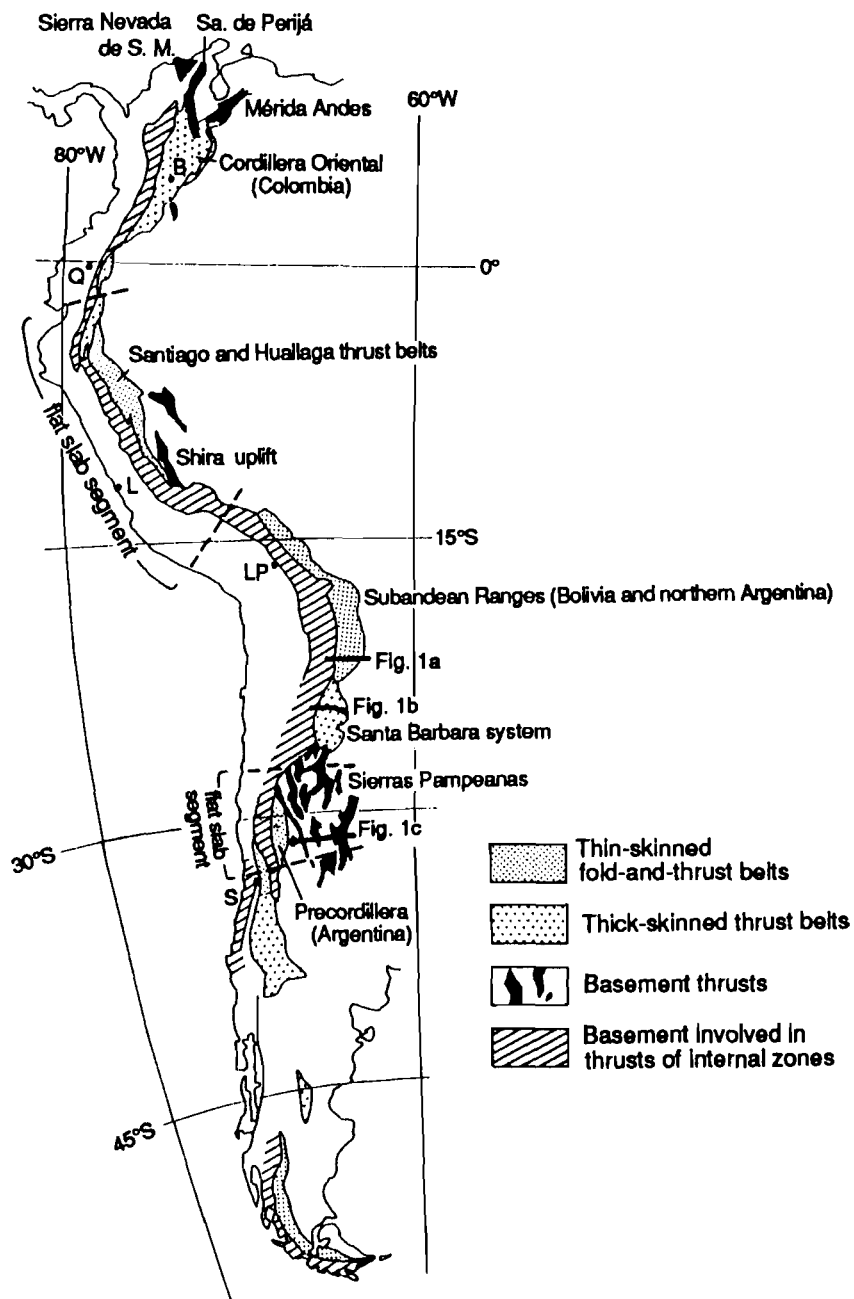 Sierra Nevada
de S. M.
Sa. de Perijá
Mérida Andes
60°W
80°W
B
Cordillera Oriental
(Colombia)
Q
0°
Santiago and Huallaga thrust belts
flat slab segment
Shira uplift
L
15°S
LP
Subandean Ranges (Bolivia and northern Argentina)
Fig. 1a
Fig. 1b
Santa Barbara system
Sierras Pampeanas
flat slab
segment
Fig. 1c
30°S
S
Precordillera
(Argentina)
Thin-skinned
fold-and-thrust belts
Thick-skinned thrust belts
Basement thrusts
Basement involved in
thrusts of internal zones
45°S